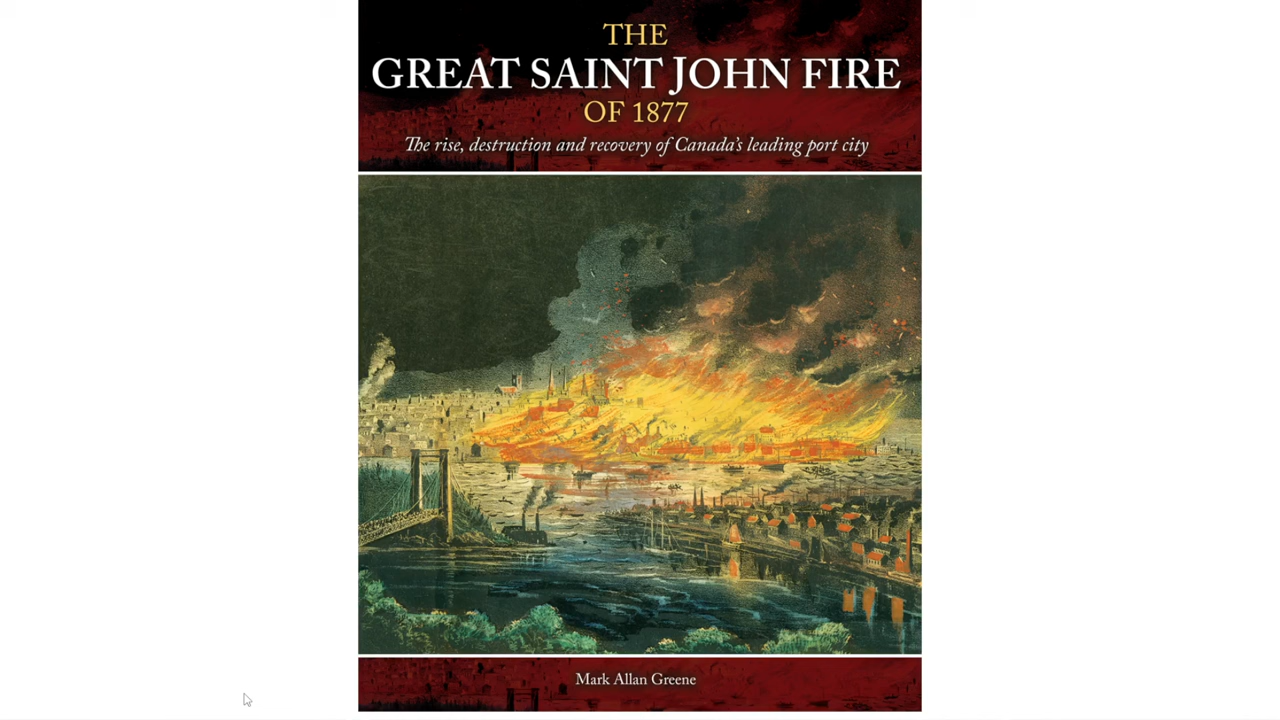 THE
GREAT SAINT JOHN FIRE
OF 1877
The rise, destruction and recovery of Canada's leading port city
Mark Allan Greene